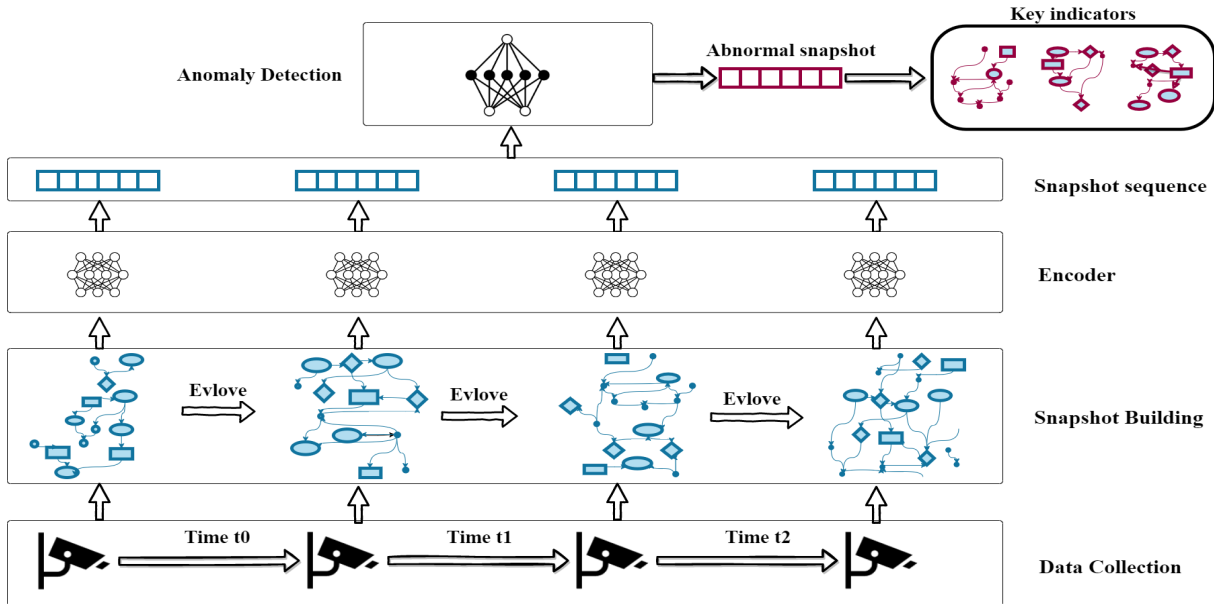 Key indicators
Abnormal snapshot
Anomaly Detection
Snapshot sequence
Encoder
Evlove
Evlove
Evlove
Snapshot Building
Time t0
Time t1
Time t2
Data Collection